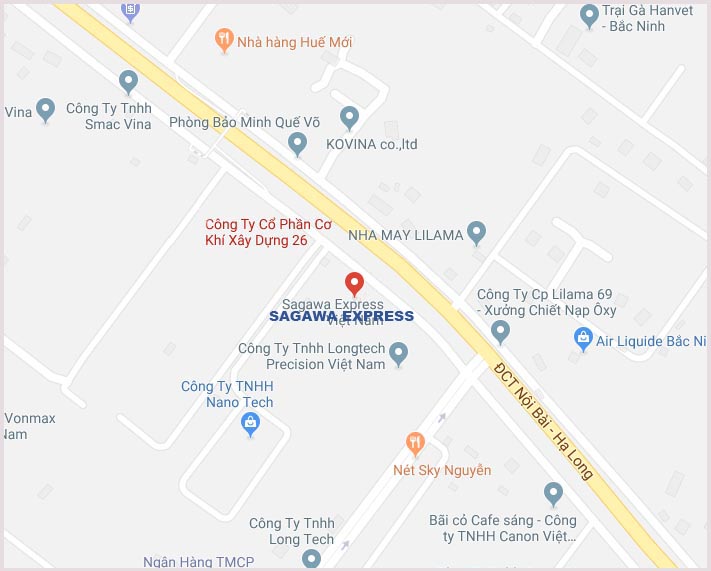 Trại Gà Hanvet
- Bắc Ninh
Nhà hàng Huế Mới
Vina
Công Ty Tnhh
Smac Vina
Phòng Bảo Minh Quế Võ
KOVINA co.,ltd
Công Ty Cổ Phần Cơ
Khí Xây Dựng 26
NHA MAY LILAMA
Sagawa Express
Việt Nam
SAGAWA EXPRESS
Công Ty Cp Lilama 69
- Xưởng Chiết Nạp Ôxy
Air Liquide Bắc Ni
Công Ty Tnhh Longtech
Precision Việt Nam
Công Ty TNHH
Nano Tech
ĐCT Nội Bài - Hạ Long
Vonmax
Nam
Nét Sky Nguyễn
Bãi cỏ Cafe sáng - Công
ty TNHH Canon Việt...
Công Ty Tnhh
Long Tech
Ngân Hàng TMCP